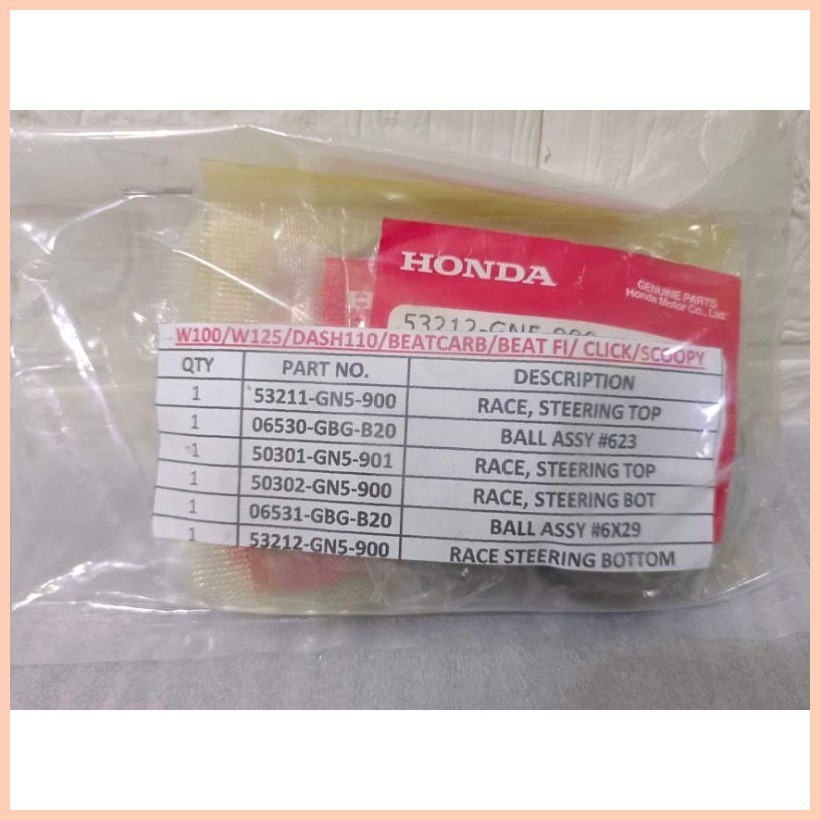 HONDA
GENUINE PARTS
Honda Motor Co., Ltd.
53212-GN5-900
W100/W125/DASH110/BEATCARB/BEAT FI/ CLICK/SCOOPY
QTY PART NO. DESCRIPTION
1 53211-GN5-900 RACE, STEERING TOP
1 06530-GBG-B20 BALL ASSY #623
1 50301-GN5-901 RACE, STEERING TOP
1 50302-GN5-900 RACE, STEERING BOT
1 06531-GBG-B20 BALL ASSY #6X29
1 53212-GN5-900 RACE STEERING BOTTOM